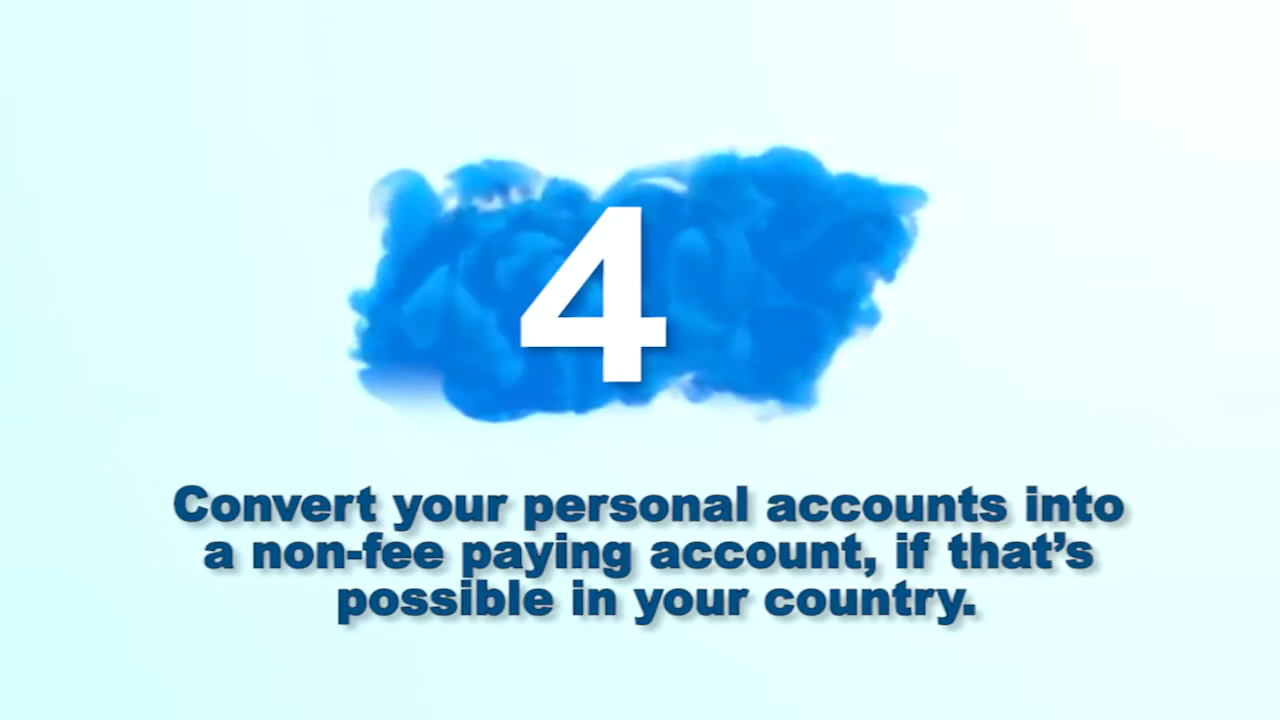 4
Convert your personal accounts into
a non-fee paying account, if that’s
possible in your country.